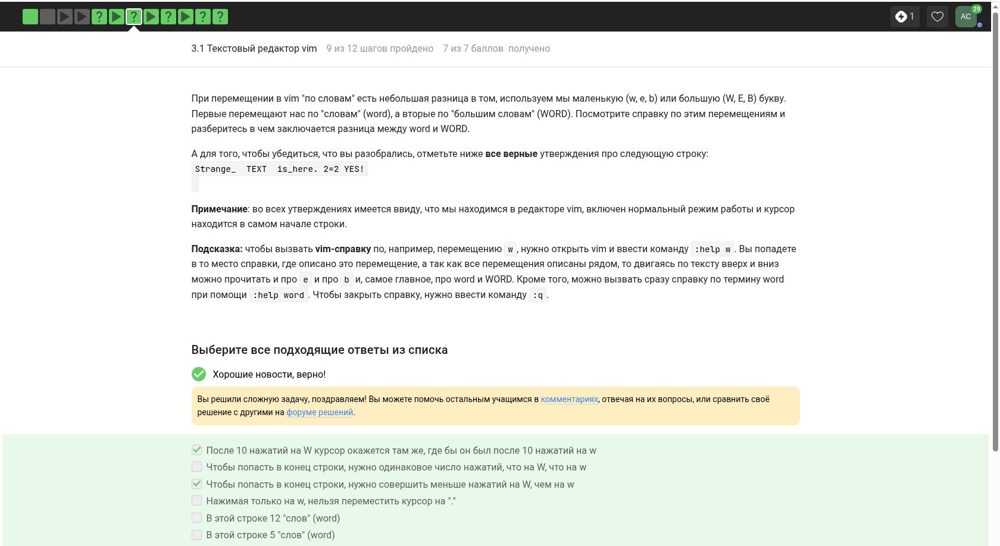 ? ? ? ? ?
1
AC
29
3.1 Текстовый редактор vim 9 из 12 шагов пройдено 7 из 7 баллов получено
При перемещении в vim "по словам" есть небольшая разница в том, используем мы маленькую (w, e, b) или большую (W, E, B) букву.
Первые перемещают нас по "словам" (word), а вторые по "большим словам" (WORD). Посмотрите справку по этим перемещениям и
разберитесь в чем заключается разница между word и WORD.
А для того, чтобы убедиться, что вы разобрались, отметьте ниже все верные утверждения про следующую строку:
Strange_  TEXT  is_here. 2=2 YES!
Примечание: во всех утверждениях имеется ввиду, что мы находимся в редакторе vim, включен нормальный режим работы и курсор
находится в самом начале строки.
Подсказка: чтобы вызвать vim-справку по, например, перемещению w, нужно открыть vim и ввести команду :help w. Вы попадете
в то место справки, где описано это перемещение, а так как все перемещения описаны рядом, то двигаясь по тексту вверх и вниз
можно прочитать и про e и про b и, самое главное, про word и WORD. Кроме того, можно вызвать сразу справку по термину word
при помощи :help word. Чтобы закрыть справку, нужно ввести команду :q.
Выберите все подходящие ответы из списка
Хорошие новости, верно!
Вы решили сложную задачу, поздравляем! Вы можете помочь остальным учащимся в комментариях, отвечая на их вопросы, или сравнить своё
решение с другими на форуме решений.
После 10 нажатий на W курсор окажется там же, где бы он был после 10 нажатий на w
Чтобы попасть в конец строки, нужно одинаковое число нажатий, что на W, что на w
Чтобы попасть в конец строки, нужно совершить меньше нажатий на W, чем на w
Нажимая только на w, нельзя переместить курсор на "."
В этой строке 12 "слов" (word)
В этой строке 5 "слов" (word)